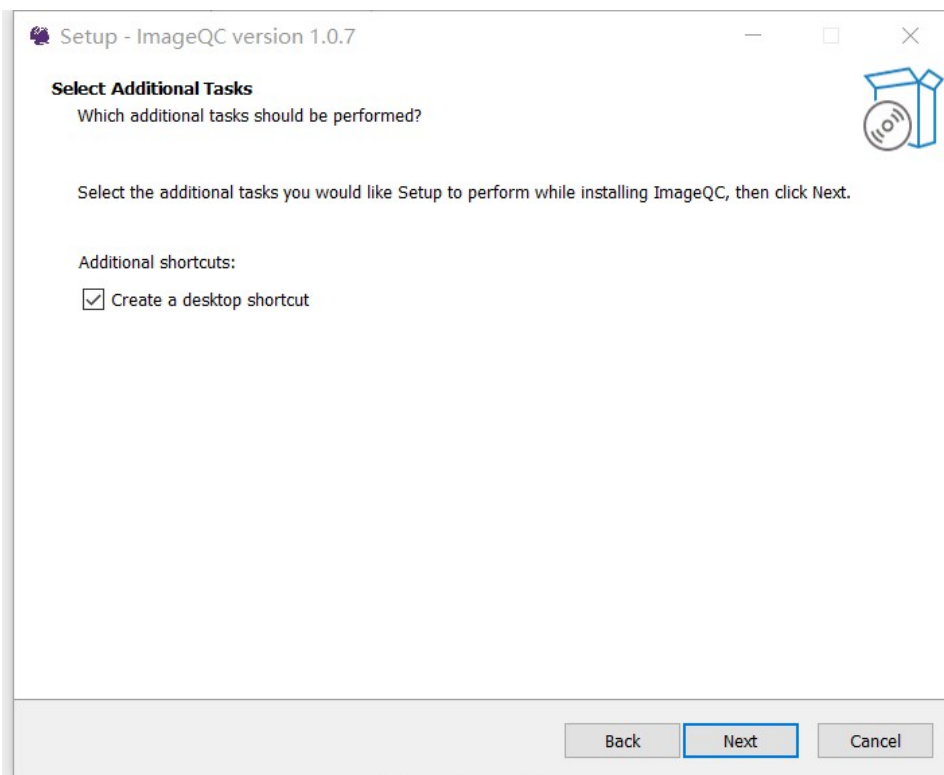 Setup - ImageQC version 1.0.7
Select Additional Tasks
Which additional tasks should be performed?
Select the additional tasks you would like Setup to perform while installing ImageQC, then click Next.
Additional shortcuts:
Create a desktop shortcut
Back Next Cancel